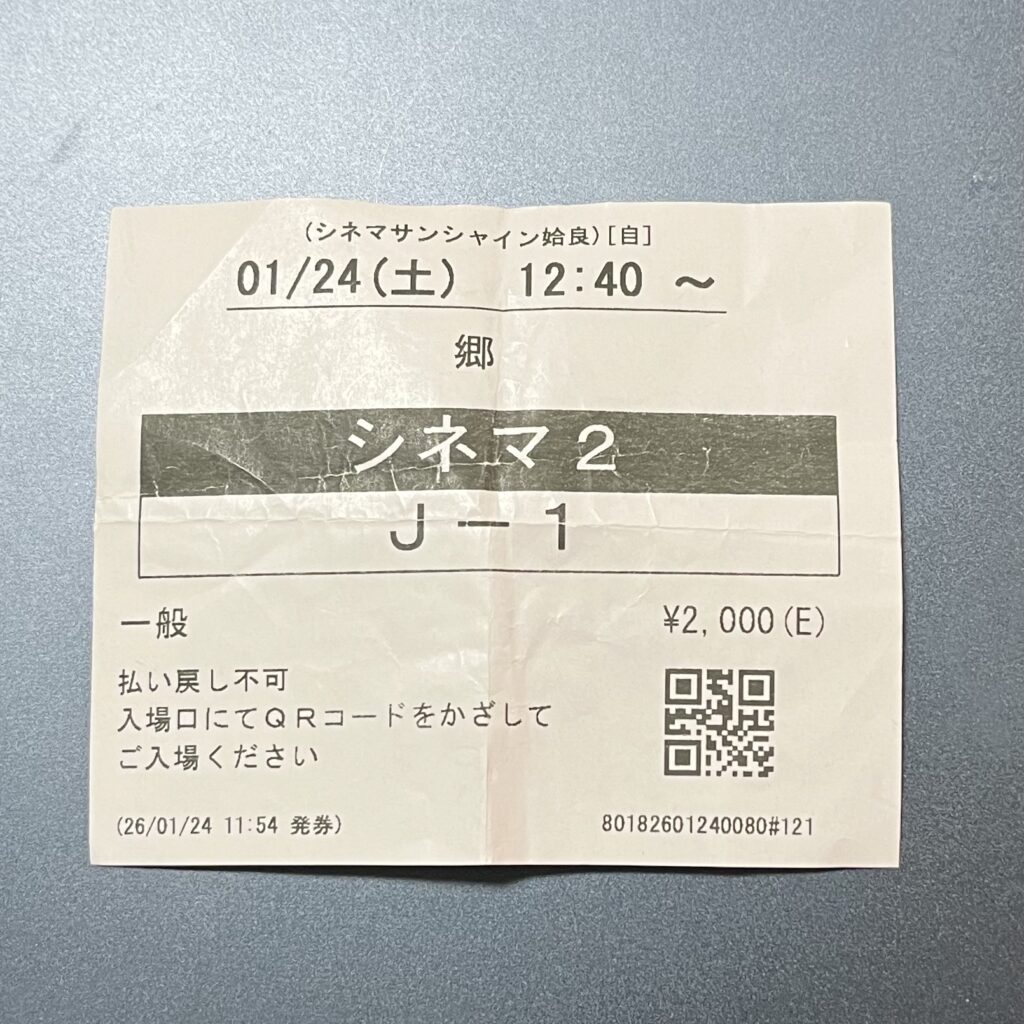 (シネマサンシャイン姶良)[自]
01/24(土) 12:40 ～
郷
シネマ２
Ｊ－１
一般 ¥2,000(E)
払い戻し不可
入場口にてＱＲコードをかざして
ご入場ください
(26/01/24 11:54 発券) 80182601240080#121